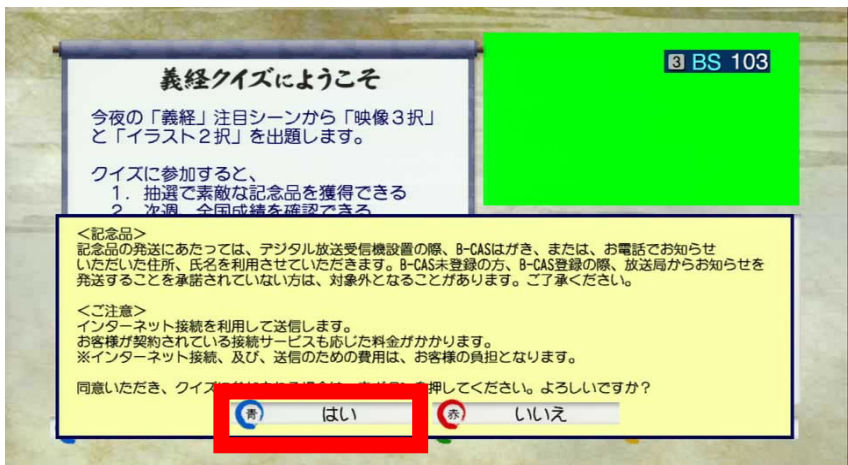 義経クイズにようこそ
3 BS 103
今夜の「義経」注目シーンから「映像3択」
と「イラスト2択」を出題します。
クイズに参加すると、
1. 抽選で素敵な記念品を獲得できる
2. 次週、全国成績を確認できる
＜記念品＞
記念品の発送にあたっては、デジタル放送受信機設置の際、B-CASはがき、または、お電話でお知らせ
いただいた住所、氏名を利用させていただきます。B-CAS未登録の方、B-CAS登録の際、放送局からお知らせを
発送することを承諾されていない方は、対象外となることがあります。ご了承ください。
＜ご注意＞
インターネット接続を利用して送信します。
お客様が契約されている接続サービスも応じた料金がかかります。
※インターネット接続、及び、送信のための費用は、お客様の負担となります。
同意いただき、クイズに 押してください。よろしいですか？
青 はい 赤 いいえ